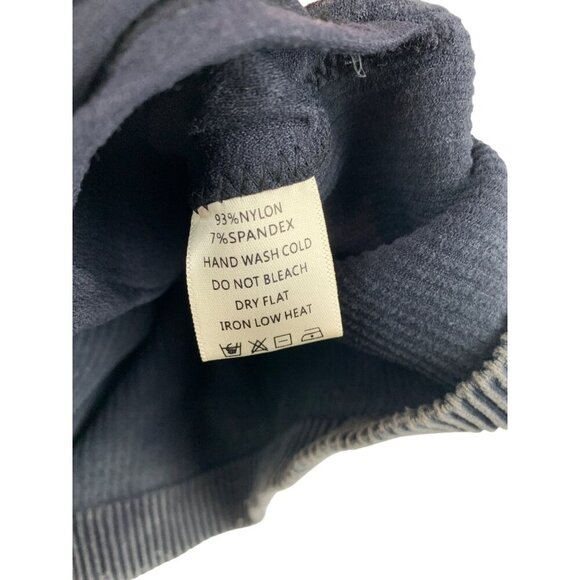 93%NYLON
7%SPANDEX
HAND WASH COLD
DO NOT BLEACH
DRY FLAT
IRON LOW HEAT